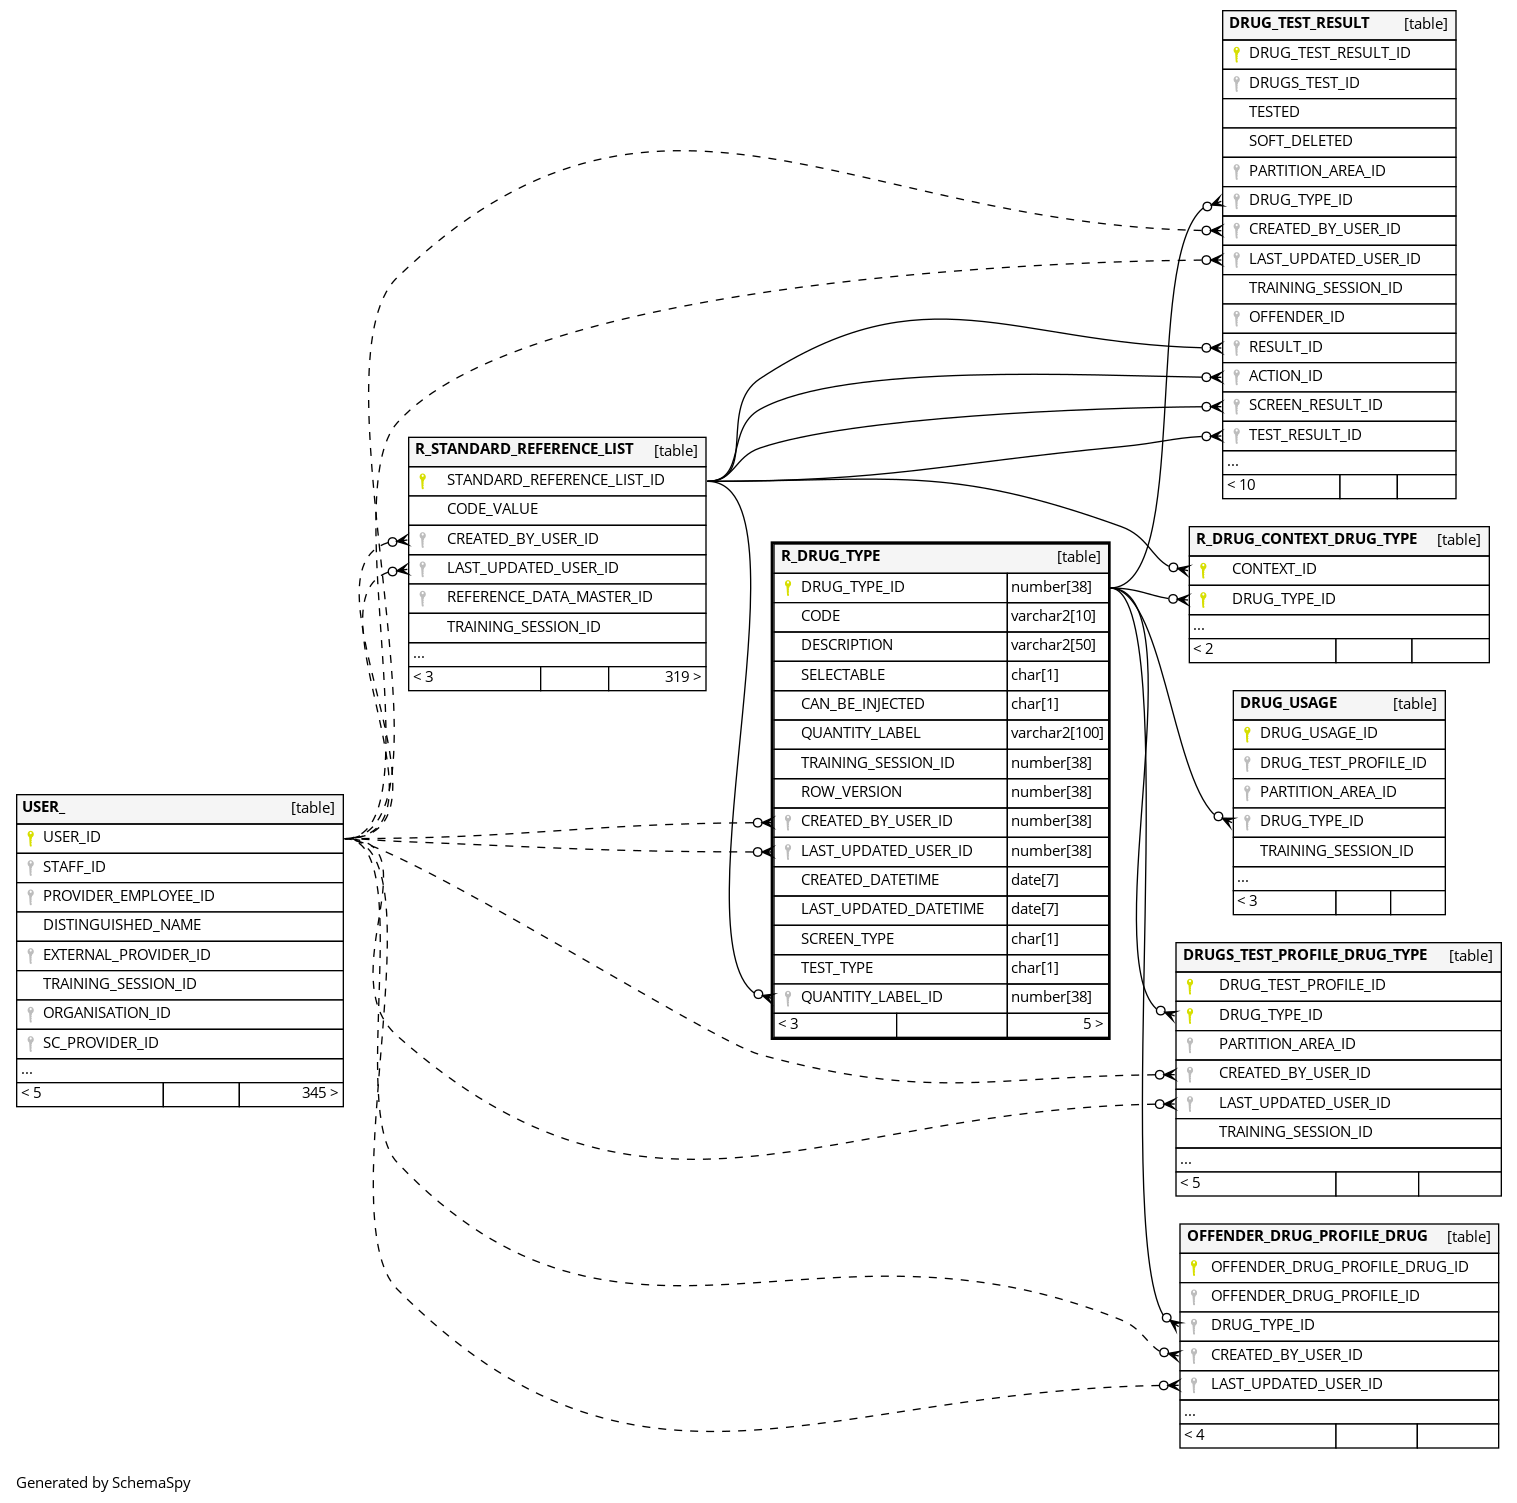 DRUG_TEST_RESULT [table]
DRUG_TEST_RESULT_ID
DRUGS_TEST_ID
TESTED
SOFT_DELETED
PARTITION_AREA_ID
DRUG_TYPE_ID
CREATED_BY_USER_ID
LAST_UPDATED_USER_ID
TRAINING_SESSION_ID
OFFENDER_ID
RESULT_ID
ACTION_ID
SCREEN_RESULT_ID
TEST_RESULT_ID
...
< 10
R_STANDARD_REFERENCE_LIST [table]
STANDARD_REFERENCE_LIST_ID
CODE_VALUE
CREATED_BY_USER_ID
LAST_UPDATED_USER_ID
REFERENCE_DATA_MASTER_ID
TRAINING_SESSION_ID
...
< 3 319 >
R_DRUG_CONTEXT_DRUG_TYPE [table]
CONTEXT_ID
DRUG_TYPE_ID
...
< 2
R_DRUG_TYPE [table]
DRUG_TYPE_ID number[38]
CODE varchar2[10]
DESCRIPTION varchar2[50]
SELECTABLE char[1]
CAN_BE_INJECTED char[1]
QUANTITY_LABEL varchar2[100]
TRAINING_SESSION_ID number[38]
ROW_VERSION number[38]
CREATED_BY_USER_ID number[38]
LAST_UPDATED_USER_ID number[38]
CREATED_DATETIME date[7]
LAST_UPDATED_DATETIME date[7]
SCREEN_TYPE char[1]
TEST_TYPE char[1]
QUANTITY_LABEL_ID number[38]
< 3 5 >
DRUG_USAGE [table]
DRUG_USAGE_ID
DRUG_TEST_PROFILE_ID
PARTITION_AREA_ID
DRUG_TYPE_ID
TRAINING_SESSION_ID
...
< 3
USER_ [table]
USER_ID
STAFF_ID
PROVIDER_EMPLOYEE_ID
DISTINGUISHED_NAME
EXTERNAL_PROVIDER_ID
TRAINING_SESSION_ID
ORGANISATION_ID
SC_PROVIDER_ID
...
< 5 345 >
DRUGS_TEST_PROFILE_DRUG_TYPE [table]
DRUG_TEST_PROFILE_ID
DRUG_TYPE_ID
PARTITION_AREA_ID
CREATED_BY_USER_ID
LAST_UPDATED_USER_ID
TRAINING_SESSION_ID
...
< 5
OFFENDER_DRUG_PROFILE_DRUG [table]
OFFENDER_DRUG_PROFILE_DRUG_ID
OFFENDER_DRUG_PROFILE_ID
DRUG_TYPE_ID
CREATED_BY_USER_ID
LAST_UPDATED_USER_ID
...
< 4
Generated by SchemaSpy